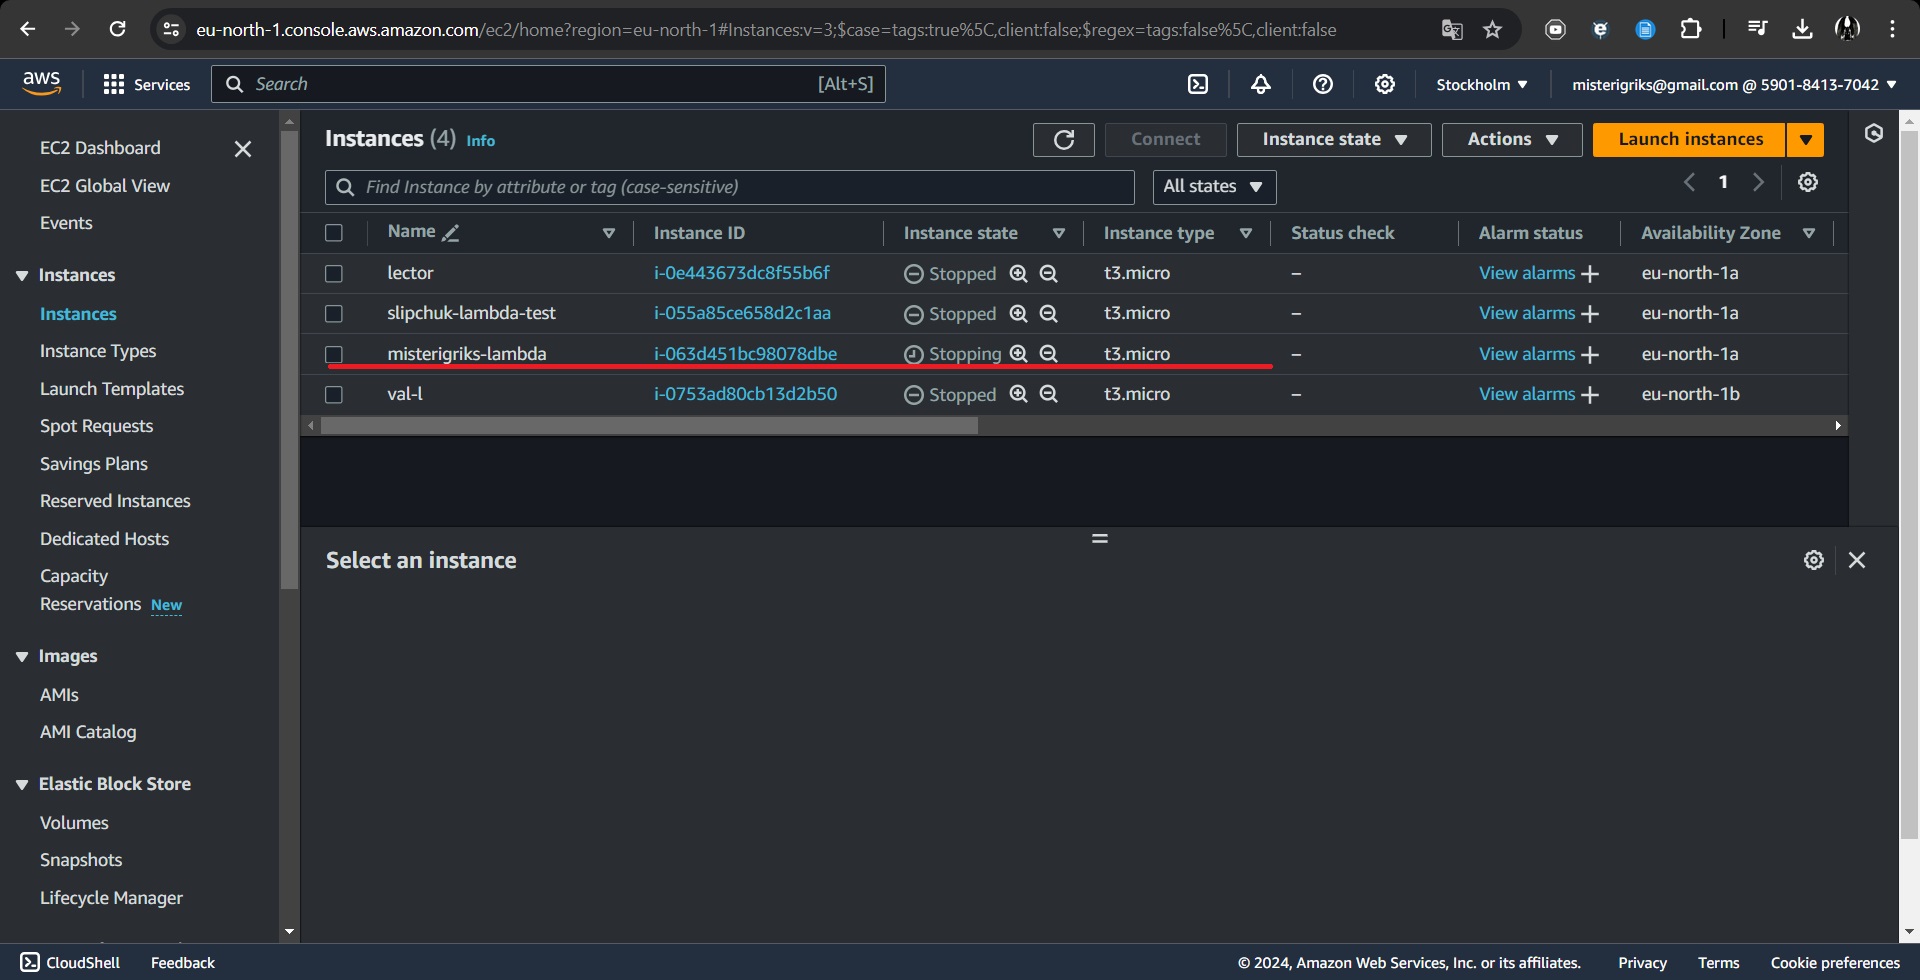 eu-north-1.console.aws.amazon.com/ec2/home?region=eu-north-1#Instances:v=3;$case=tags:true%5C,client:false;$regex=tags:false%5C,client:false
aws Services Search [Alt+S] Stockholm misterigriks@gmail.com @ 5901-8413-7042
EC2 Dashboard
EC2 Global View
Events
Instances
Instances
Instance Types
Launch Templates
Spot Requests
Savings Plans
Reserved Instances
Dedicated Hosts
Capacity
Reservations New
Images
AMIs
AMI Catalog
Elastic Block Store
Volumes
Snapshots
Lifecycle Manager
Instances (4) Info Connect Instance state Actions Launch instances
Find Instance by attribute or tag (case-sensitive) All states 1
Name Instance ID Instance state Instance type Status check Alarm status Availability Zone
lector i-0e443673dc8f55b6f Stopped t3.micro – View alarms + eu-north-1a
slipchuk-lambda-test i-055a85ce658d2c1aa Stopped t3.micro – View alarms + eu-north-1a
misterigriks-lambda i-063d451bc98078dbe Stopping t3.micro – View alarms + eu-north-1a
val-l i-0753ad80cb13d2b50 Stopped t3.micro – View alarms + eu-north-1b
Select an instance
CloudShell Feedback © 2024, Amazon Web Services, Inc. or its affiliates. Privacy Terms Cookie preferences